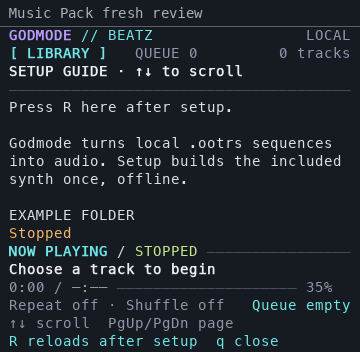 Music Pack fresh review
GODMODE // BEATZ LOCAL
[ LIBRARY ] QUEUE 0 0 tracks
SETUP GUIDE · ↑↓ to scroll
Press R here after setup.
Godmode turns local .ootrs sequences
into audio. Setup builds the included
synth once, offline.
EXAMPLE FOLDER
Stopped
NOW PLAYING / STOPPED
Choose a track to begin
0:00 / —:—— 35%
Repeat off · Shuffle off Queue empty
↑↓ scroll PgUp/PgDn page
R reloads after setup q close